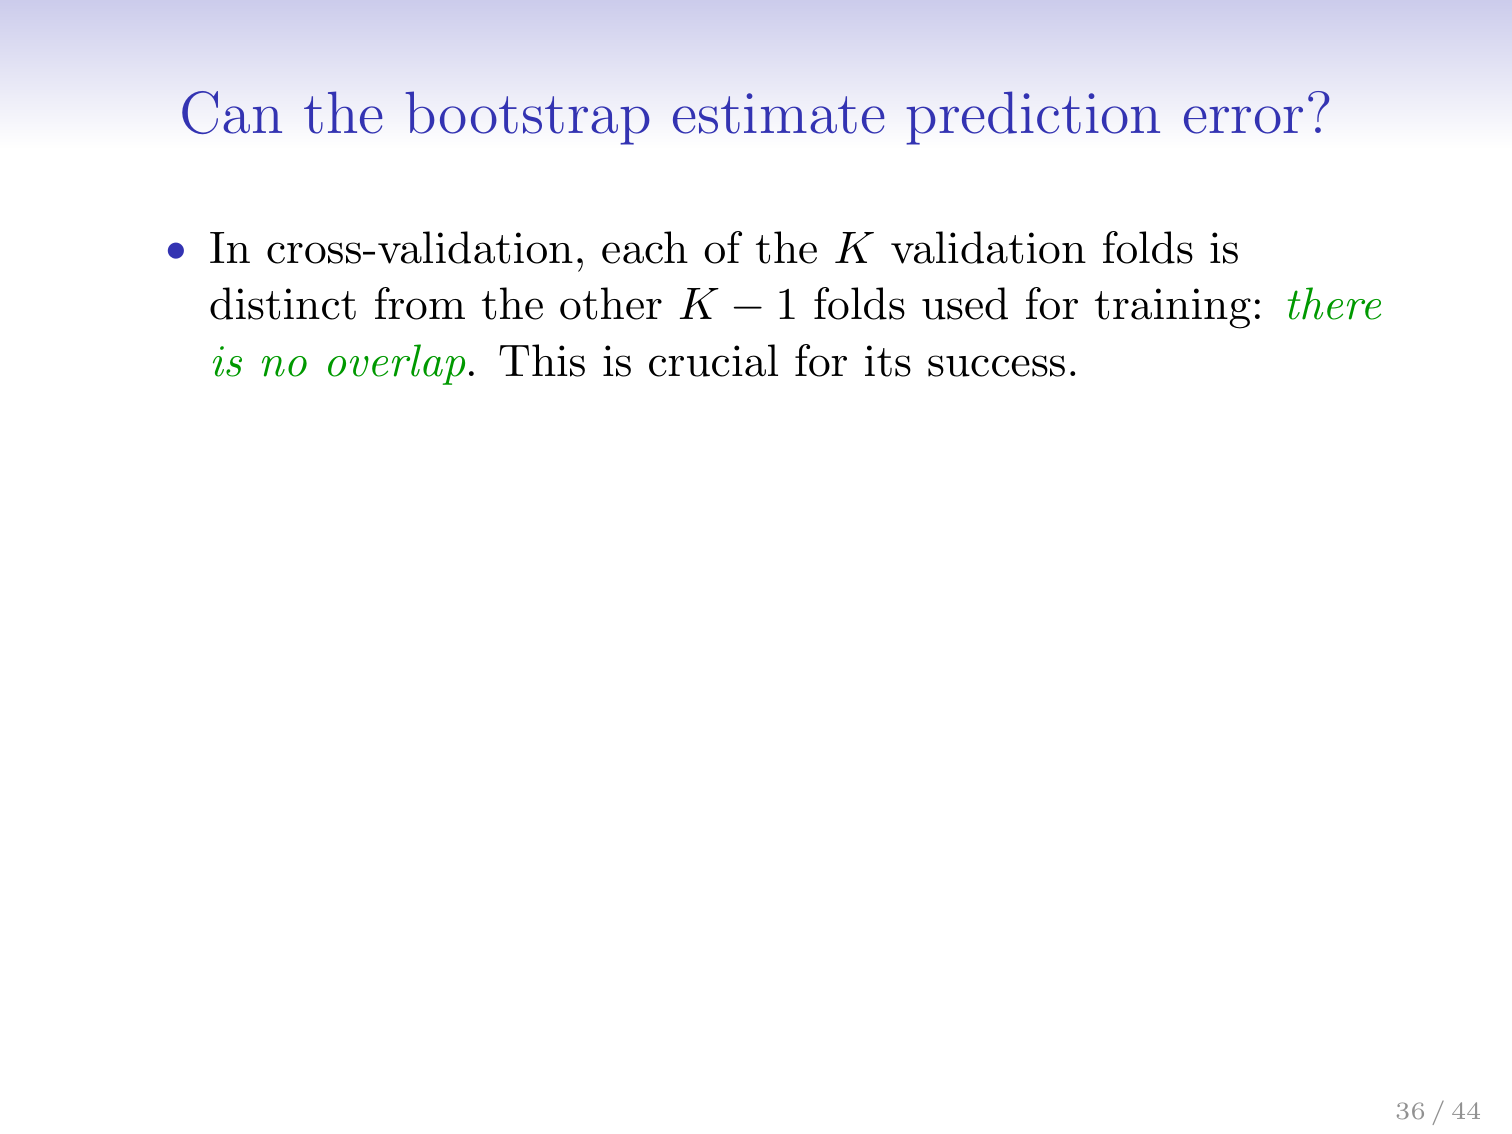 Can the bootstrap estimate prediction error?
• In cross-validation, each of the K validation folds is
distinct from the other K − 1 folds used for training: there
is no overlap. This is crucial for its success.
36 / 44